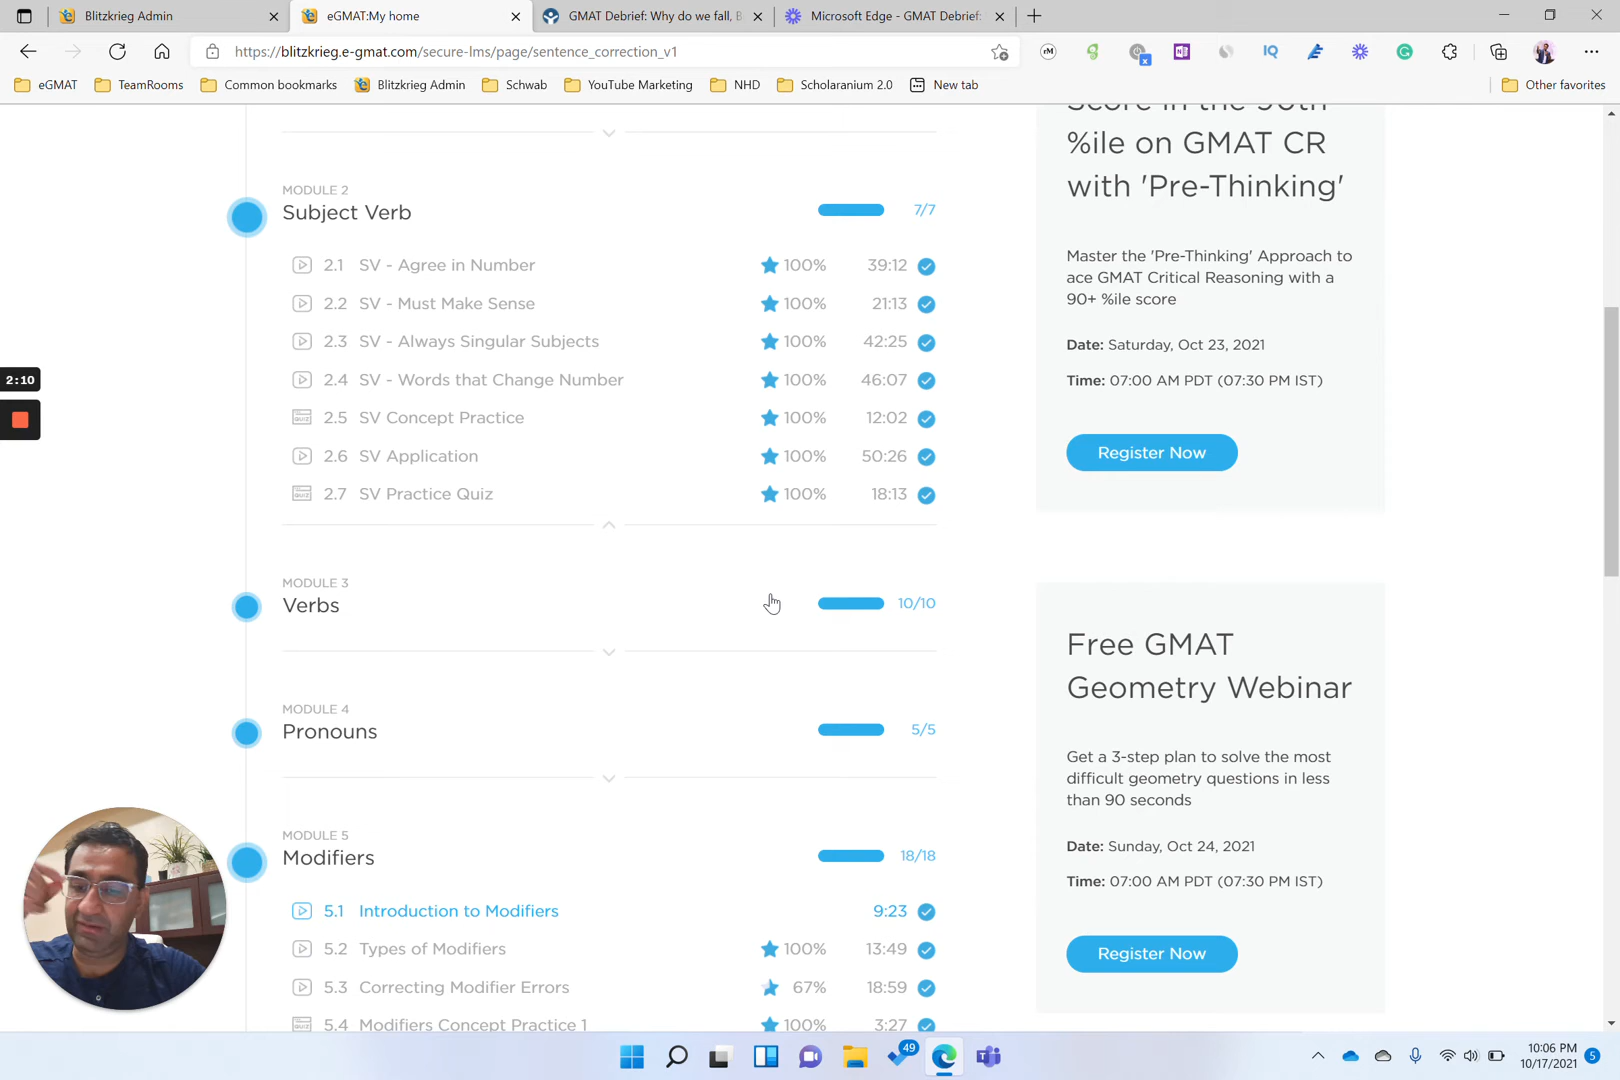 Blitzkrieg Admin
eGMAT:My home
GMAT Debrief: Why do we fall, B
Microsoft Edge - GMAT Debrief:
https://blitzkrieg.e-gmat.com/secure-lms/page/sentence_correction_v1
eGMAT
TeamRooms
Common bookmarks
Blitzkrieg Admin
Schwab
YouTube Marketing
NHD
Scholaranium 2.0
New tab
Other favorites
MODULE 2
Subject Verb
7/7
2.1 SV - Agree in Number 100% 39:12
2.2 SV - Must Make Sense 100% 21:13
2.3 SV - Always Singular Subjects 100% 42:25
2.4 SV - Words that Change Number 100% 46:07
QUIZ 2.5 SV Concept Practice 100% 12:02
2.6 SV Application 100% 50:26
QUIZ 2.7 SV Practice Quiz 100% 18:13
MODULE 3
Verbs
10/10
MODULE 4
Pronouns
5/5
MODULE 5
Modifiers
18/18
5.1 Introduction to Modifiers 9:23
5.2 Types of Modifiers 100% 13:49
5.3 Correcting Modifier Errors 67% 18:59
QUIZ 5.4 Modifiers Concept Practice 1 100% 3:27
Score in the 90th
%ile on GMAT CR
with 'Pre-Thinking'
Master the 'Pre-Thinking' Approach to
ace GMAT Critical Reasoning with a
90+ %ile score
Date: Saturday, Oct 23, 2021
Time: 07:00 AM PDT (07:30 PM IST)
Register Now
Free GMAT
Geometry Webinar
Get a 3-step plan to solve the most
difficult geometry questions in less
than 90 seconds
Date: Sunday, Oct 24, 2021
Time: 07:00 AM PDT (07:30 PM IST)
Register Now
2:10
rM
IQ
x
49
10:06 PM
10/17/2021
5